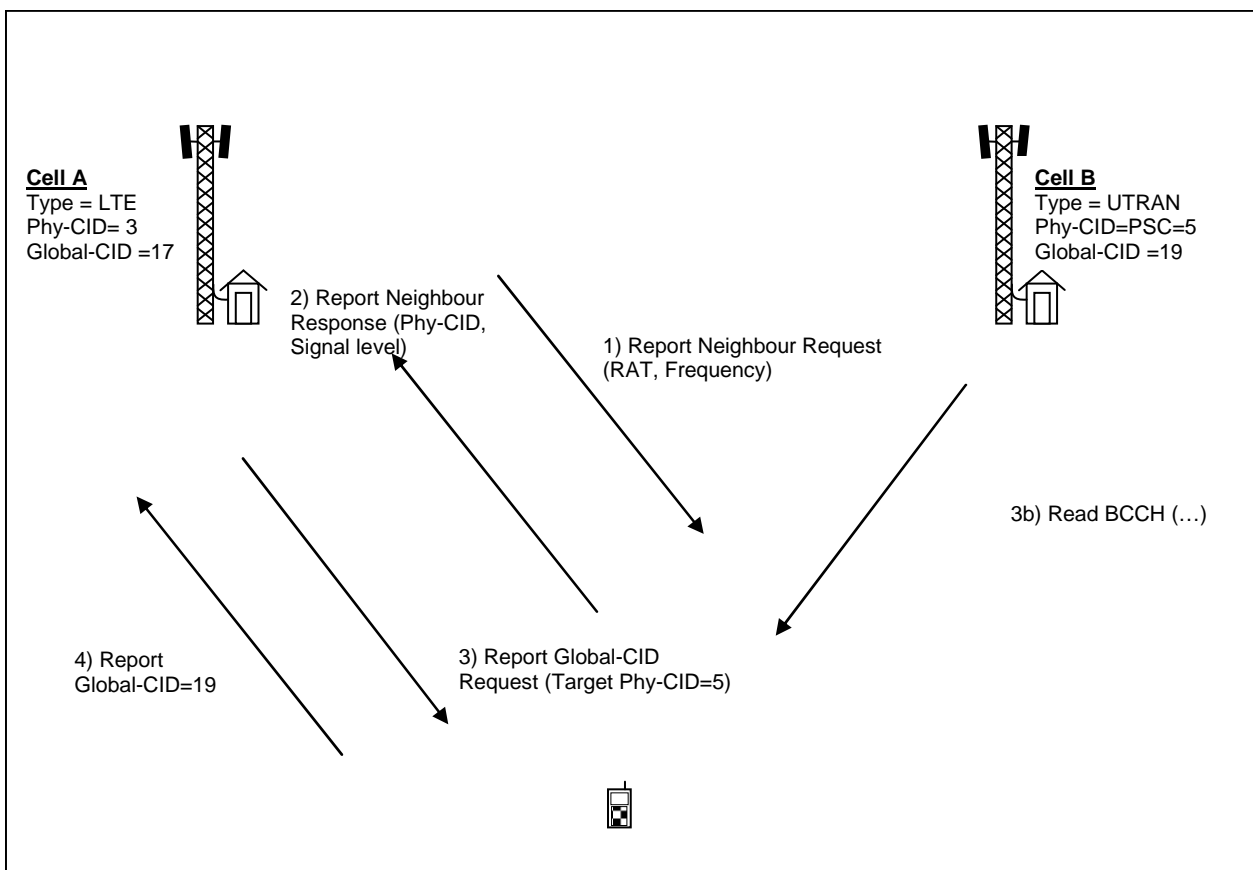 Cell A
Type = LTE
Phy-CID= 3
Global-CID =17
Cell B
Type = UTRAN
Phy-CID=PSC=5
Global-CID =19
2) Report Neighbour
Response (Phy-CID,
Signal level)
1) Report Neighbour Request
(RAT, Frequency)
3b) Read BCCH (…)
4) Report
Global-CID=19
3) Report Global-CID
Request (Target Phy-CID=5)